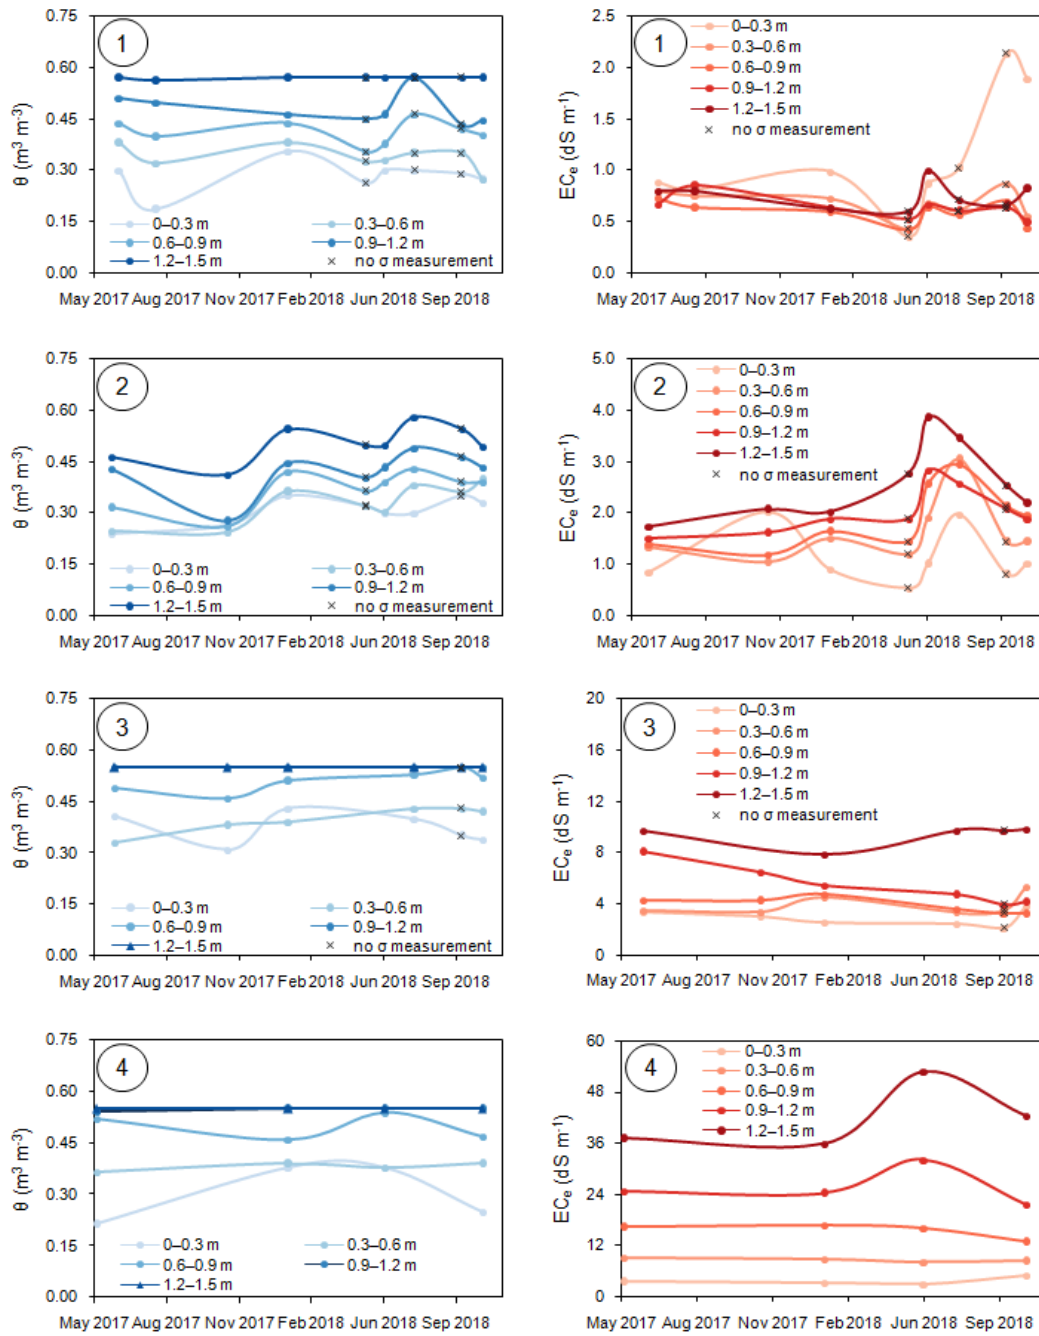 0.75
0.60
0.45
0.30
0.15
0.00
θ (m³ m⁻³)
1
0–0.3 m
0.3–0.6 m
0.6–0.9 m
0.9–1.2 m
1.2–1.5 m
no σ measurement
May 2017 Aug 2017 Nov 2017 Feb 2018 Jun 2018 Sep 2018
2.5
2.0
1.5
1.0
0.5
0.0
ECe (dS m⁻¹)
1
0–0.3 m
0.3–0.6 m
0.6–0.9 m
0.9–1.2 m
1.2–1.5 m
no σ measurement
May 2017 Aug 2017 Nov 2017 Feb 2018 Jun 2018 Sep 2018
0.75
0.60
0.45
0.30
0.15
0.00
θ (m³ m⁻³)
2
0–0.3 m
0.3–0.6 m
0.6–0.9 m
0.9–1.2 m
1.2–1.5 m
no σ measurement
May 2017 Aug 2017 Nov 2017 Feb 2018 Jun 2018 Sep 2018
5.0
4.0
3.0
2.0
1.0
0.0
ECe (dS m⁻¹)
2
0–0.3 m
0.3–0.6 m
0.6–0.9 m
0.9–1.2 m
1.2–1.5 m
no σ measurement
May 2017 Aug 2017 Nov 2017 Feb 2018 Jun 2018 Sep 2018
0.75
0.60
0.45
0.30
0.15
0.00
θ (m³ m⁻³)
3
0–0.3 m
0.3–0.6 m
0.6–0.9 m
0.9–1.2 m
1.2–1.5 m
no σ measurement
May 2017 Aug 2017 Nov 2017 Feb 2018 Jun 2018 Sep 2018
20
16
12
8
4
0
ECe (dS m⁻¹)
3
0–0.3 m
0.3–0.6 m
0.6–0.9 m
0.9–1.2 m
1.2–1.5 m
no σ measurement
May 2017 Aug 2017 Nov 2017 Feb 2018 Jun 2018 Sep 2018
0.75
0.60
0.45
0.30
0.15
0.00
θ (m³ m⁻³)
4
0–0.3 m
0.3–0.6 m
0.6–0.9 m
0.9–1.2 m
1.2–1.5 m
May 2017 Aug 2017 Nov 2017 Feb 2018 Jun 2018 Sep 2018
60
48
36
24
12
0
ECe (dS m⁻¹)
4
0–0.3 m
0.3–0.6 m
0.6–0.9 m
0.9–1.2 m
1.2–1.5 m
May 2017 Aug 2017 Nov 2017 Feb 2018 Jun 2018 Sep 2018